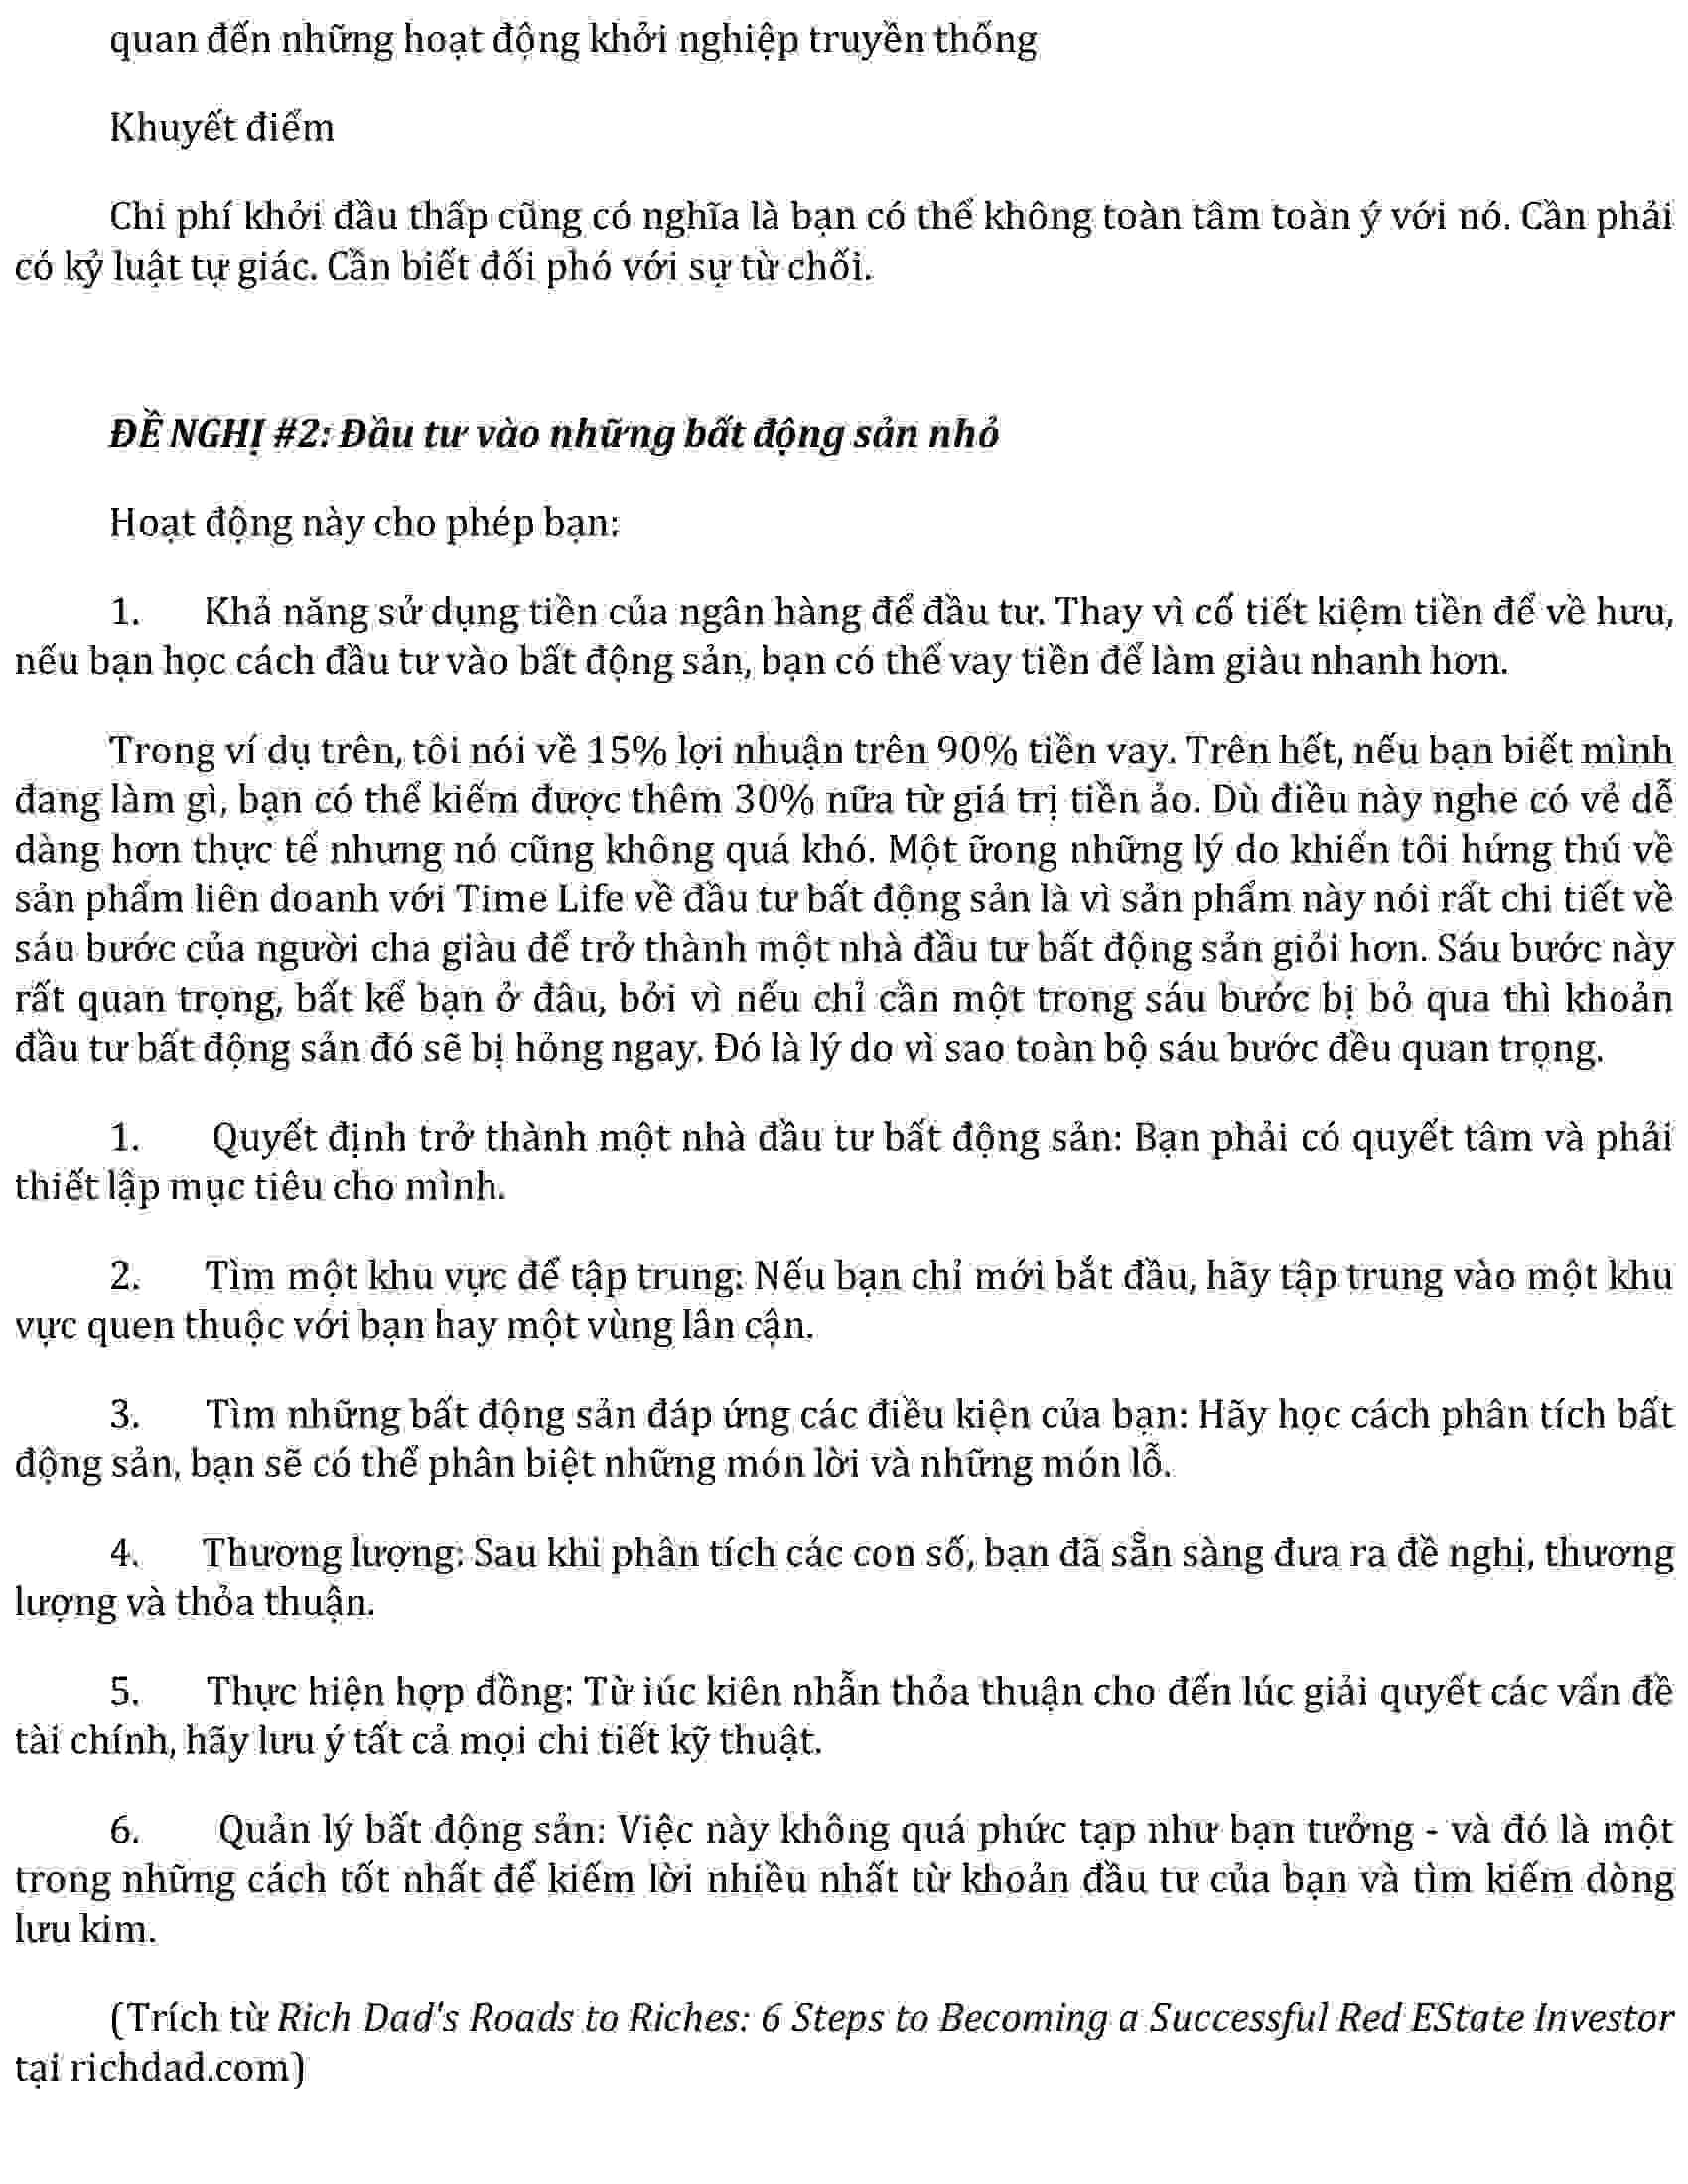 quan đến những hoạt động khởi nghiệp truyền thống
Khuyết điểm
Chi phí khởi đầu thấp cũng có nghĩa là bạn có thể không toàn tâm toàn ý với nó. Cần phải
có kỷ luật tự giác. Cần biết đối phó với sự từ chối.
ĐỀ NGHỊ #2: Đầu tư vào những bất động sản nhỏ
Hoạt động này cho phép bạn:
1. Khả năng sử dụng tiền của ngân hàng để đầu tư. Thay vì cố tiết kiệm tiền để về hưu,
nếu bạn học cách đầu tư vào bất động sản, bạn có thể vay tiền để làm giàu nhanh hơn.
Trong ví dụ trên, tôi nói về 15% lợi nhuận trên 90% tiền vay. Trên hết, nếu bạn biết mình
đang làm gì, bạn có thể kiếm được thêm 30% nữa từ giá trị tiền ảo. Dù điều này nghe có vẻ dễ
dàng hơn thực tế nhưng nó cũng không quá khó. Một ữong những lý do khiến tôi hứng thú về
sản phẩm liên doanh với Time Life về đầu tư bất động sản là vì sản phẩm này nói rất chi tiết về
sáu bước của người cha giàu để trở thành một nhà đầu tư bất động sản giỏi hơn. Sáu bước này
rất quan trọng, bất kể bạn ở đâu, bởi vì nếu chỉ cần một trong sáu bước bị bỏ qua thì khoản
đầu tư bất động sản đó sẽ bị hỏng ngay. Đó là lý do vì sao toàn bộ sáu bước đều quan trọng.
1. Quyết định trở thành một nhà đầu tư bất động sản: Bạn phải có quyết tâm và phải
thiết lập mục tiêu cho mình.
2. Tìm một khu vực để tập trung: Nếu bạn chỉ mới bắt đầu, hãy tập trung vào một khu
vực quen thuộc với bạn hay một vùng lân cận.
3. Tìm những bất động sản đáp ứng các điều kiện của bạn: Hãy học cách phân tích bất
động sản, bạn sẽ có thể phân biệt những món lời và những món lỗ.
4. Thương lượng: Sau khi phân tích các con số, bạn đã sẵn sàng đưa ra đề nghị, thương
lượng và thỏa thuận.
5. Thực hiện hợp đồng: Từ iúc kiên nhẫn thỏa thuận cho đến lúc giải quyết các vấn đề
tài chính, hãy lưu ý tất cả mọi chi tiết kỹ thuật.
6. Quản lý bất động sản: Việc này không quá phức tạp như bạn tưởng - và đó là một
trong những cách tốt nhất để kiếm lời nhiều nhất từ khoản đầu tư của bạn và tìm kiếm dòng
lưu kim.
(Trích từ Rich Dad's Roads to Riches: 6 Steps to Becoming a Successful Red EState Investor
tại richdad.com)